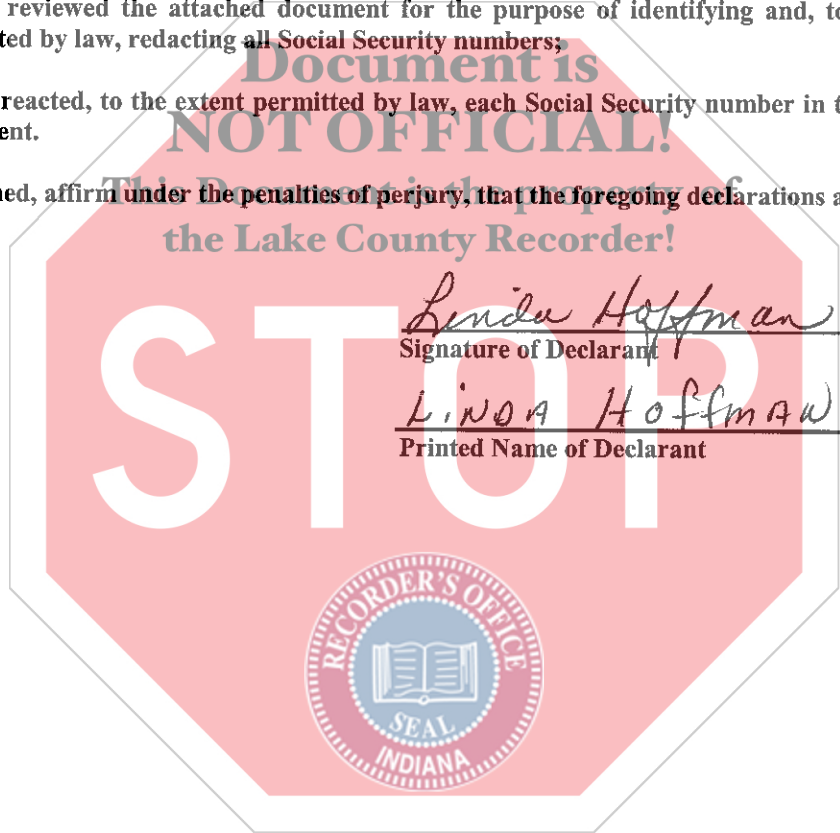 reviewed the attached document for the purpose of identifying and, to
ted by law, redacting all Social Security numbers;
Document is
reacted, to the extent permitted by law, each Social Security number in t
NOT OFFICIAL!
ent.
ned, affirm under the penalties of perjury, that the foregoing declarations a
This Document is the property of
the Lake County Recorder!
Linda Hoffman
Signature of Declarant
STOP
LiNDA HoffmAN
Printed Name of Declarant
RECORDER'S OFFICE
SEAL
INDIANA